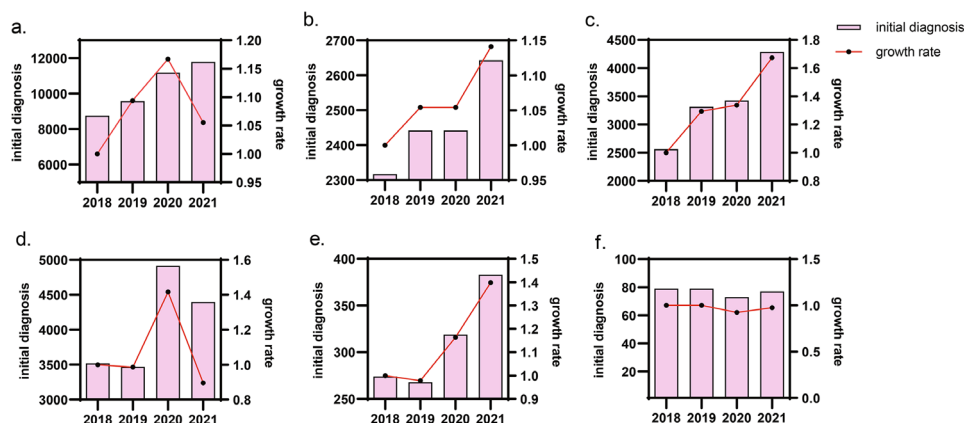 a.
initial diagnosis
12000
10000
8000
6000
1.20
1.15
1.10
1.05
1.00
0.95
growth rate
2018 2019 2020 2021
b.
initial diagnosis
2700
2600
2500
2400
2300
1.15
1.10
1.05
1.00
0.95
growth rate
2018 2019 2020 2021
c.
initial diagnosis
4500
4000
3500
3000
2500
2000
1.8
1.6
1.4
1.2
1.0
0.8
growth rate
2018 2019 2020 2021
initial diagnosis
growth rate
d.
initial diagnosis
5000
4500
4000
3500
3000
1.6
1.4
1.2
1.0
0.8
growth rate
2018 2019 2020 2021
e.
initial diagnosis
400
350
300
250
1.5
1.4
1.3
1.2
1.1
1.0
0.9
growth rate
2018 2019 2020 2021
f.
initial diagnosis
100
80
60
40
20
1.5
1.0
0.5
0.0
growth rate
2018 2019 2020 2021